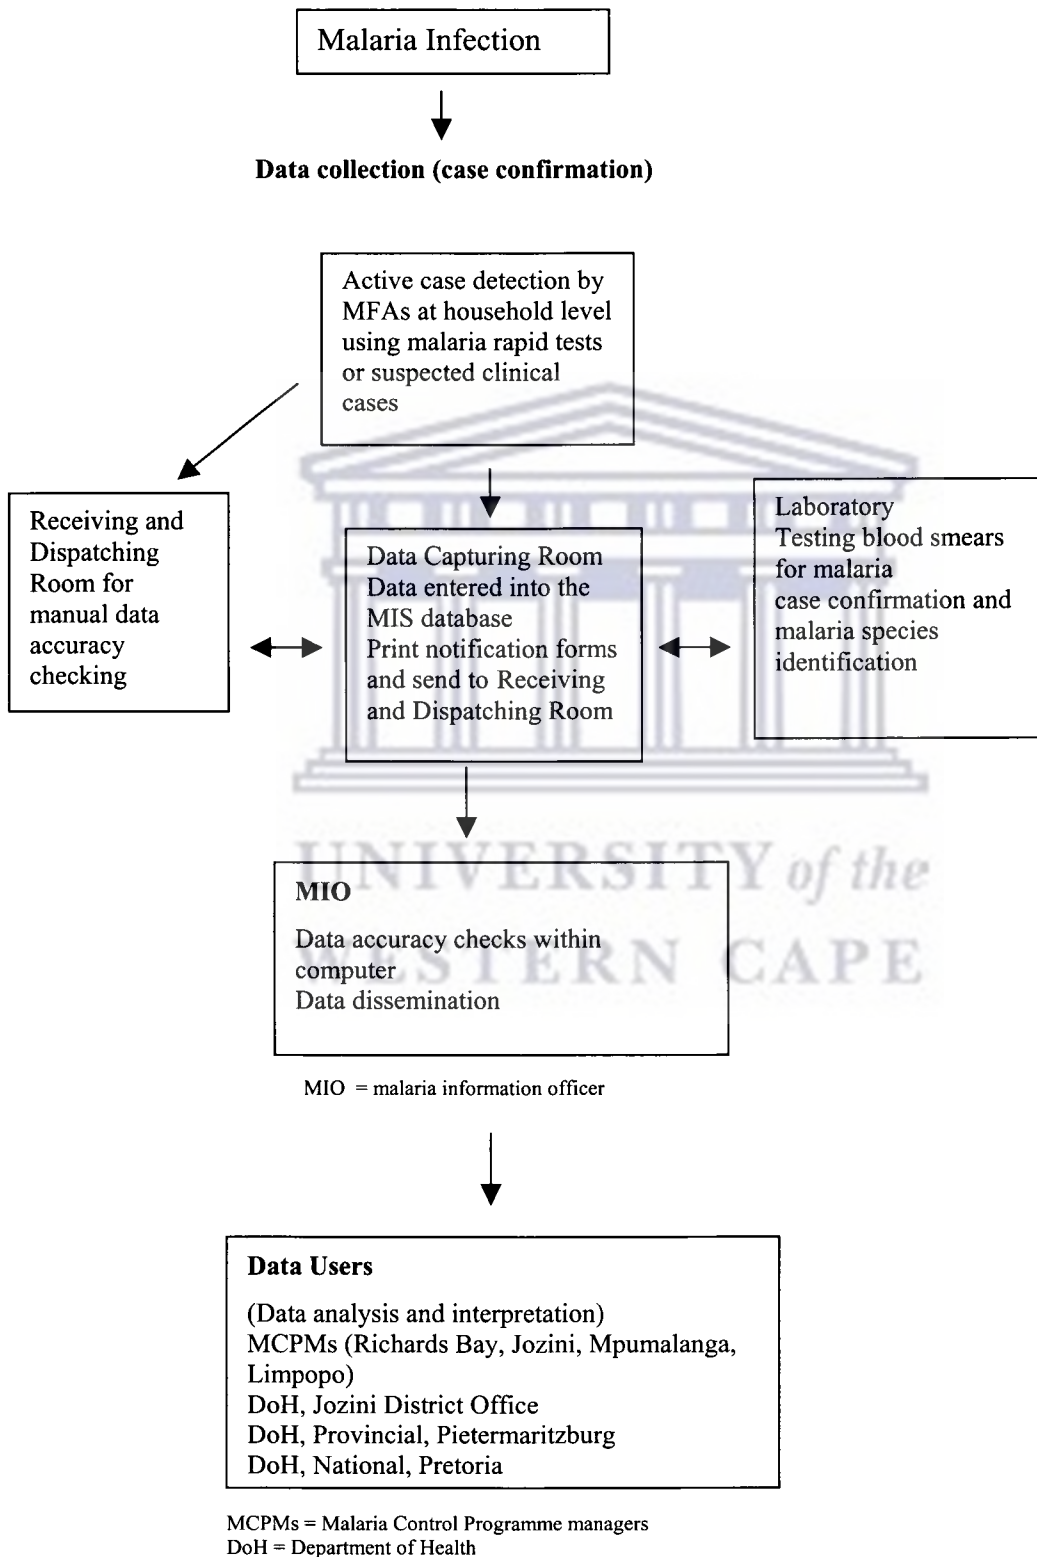 Malaria Infection
Data collection (case confirmation)
Active case detection by
MFAs at household level
using malaria rapid tests
or suspected clinical
cases
Receiving and
Dispatching
Room for
manual data
accuracy
checking
Data Capturing Room
Data entered into the
MIS database
Print notification forms
and send to Receiving
and Dispatching Room
Laboratory
Testing blood smears
for malaria
case confirmation and
malaria species
identification
UNIVERSITY of the
WESTERN CAPE
MIO
Data accuracy checks within
computer
Data dissemination
MIO = malaria information officer
Data Users
(Data analysis and interpretation)
MCPMs (Richards Bay, Jozini, Mpumalanga,
Limpopo)
DoH, Jozini District Office
DoH, Provincial, Pietermaritzburg
DoH, National, Pretoria
MCPMs = Malaria Control Programme managers
DoH = Department of Health